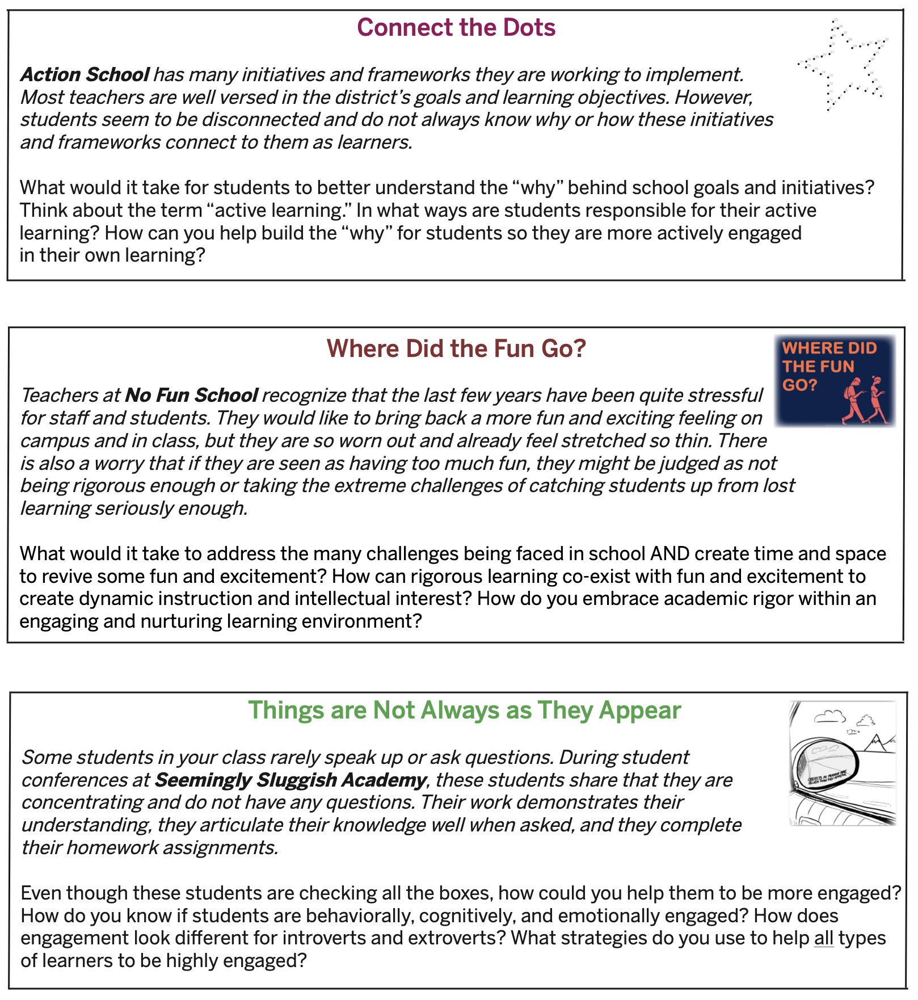 Connect the Dots
Action School has many initiatives and frameworks they are working to implement.
Most teachers are well versed in the district's goals and learning objectives. However,
students seem to be disconnected and do not always know why or how these initiatives
and frameworks connect to them as learners.
What would it take for students to better understand the “why” behind school goals and initiatives?
Think about the term “active learning.” In what ways are students responsible for their active
learning? How can you help build the “why” for students so they are more actively engaged
in their own learning?
Where Did the Fun Go?
WHERE DID
THE FUN
GO?
Teachers at No Fun School recognize that the last few years have been quite stressful
for staff and students. They would like to bring back a more fun and exciting feeling on
campus and in class, but they are so worn out and already feel stretched so thin. There
is also a worry that if they are seen as having too much fun, they might be judged as not
being rigorous enough or taking the extreme challenges of catching students up from lost
learning seriously enough.
What would it take to address the many challenges being faced in school AND create time and space
to revive some fun and excitement? How can rigorous learning co-exist with fun and excitement to
create dynamic instruction and intellectual interest? How do you embrace academic rigor within an
engaging and nurturing learning environment?
Things are Not Always as They Appear
Some students in your class rarely speak up or ask questions. During student
conferences at Seemingly Sluggish Academy, these students share that they are
concentrating and do not have any questions. Their work demonstrates their
understanding, they articulate their knowledge well when asked, and they complete
their homework assignments.
OBJECTS IN MIRROR ARE
THAN THEY APPEAR
Even though these students are checking all the boxes, how could you help them to be more engaged?
How do you know if students are behaviorally, cognitively, and emotionally engaged? How does
engagement look different for introverts and extroverts? What strategies do you use to help all types
of learners to be highly engaged?